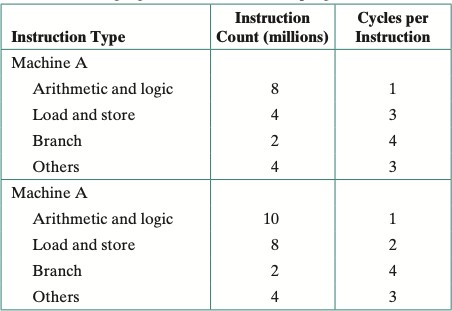 Instruction Type Instruction Count (millions) Cycles per Instruction
Machine A
Arithmetic and logic 8 1
Load and store 4 3
Branch 2 4
Others 4 3
Machine A
Arithmetic and logic 10 1
Load and store 8 2
Branch 2 4
Others 4 3